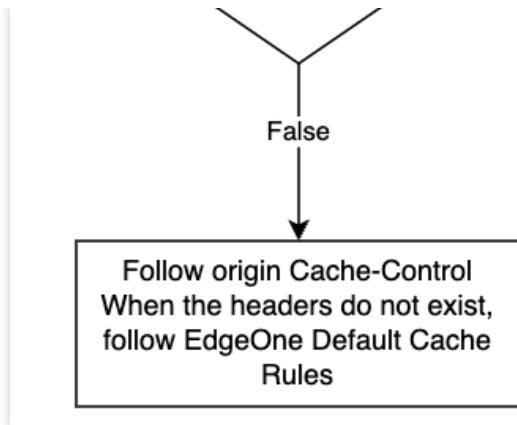 False
Follow origin Cache-Control
When the headers do not exist,
follow EdgeOne Default Cache
Rules